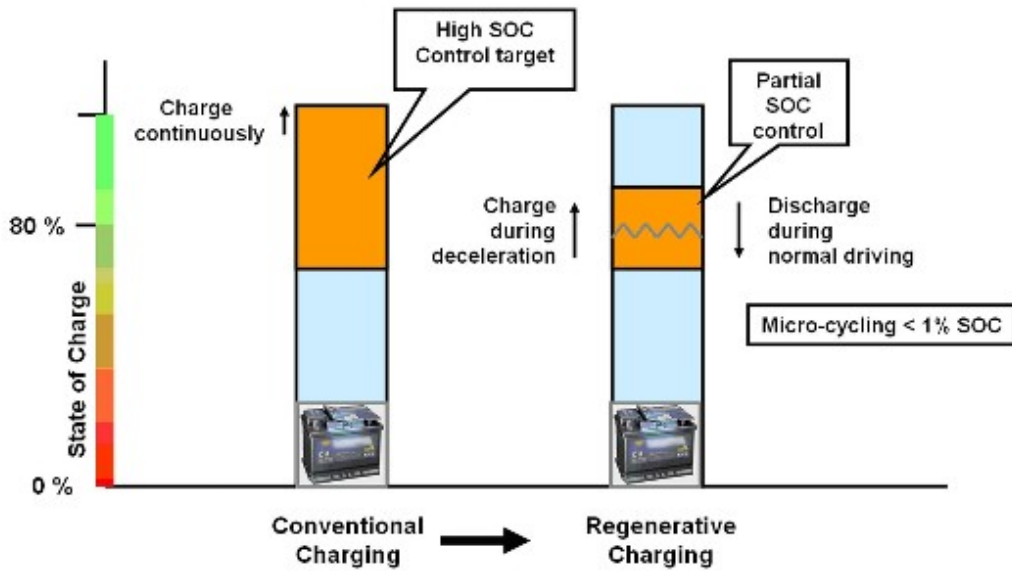 High SOC
Control target
Partial
SOC
control
Charge
continuously
80 %
Charge
during
deceleration
Discharge
during
normal driving
Micro-cycling < 1% SOC
State of Charge
0 %
Conventional
Charging
Regenerative
Charging